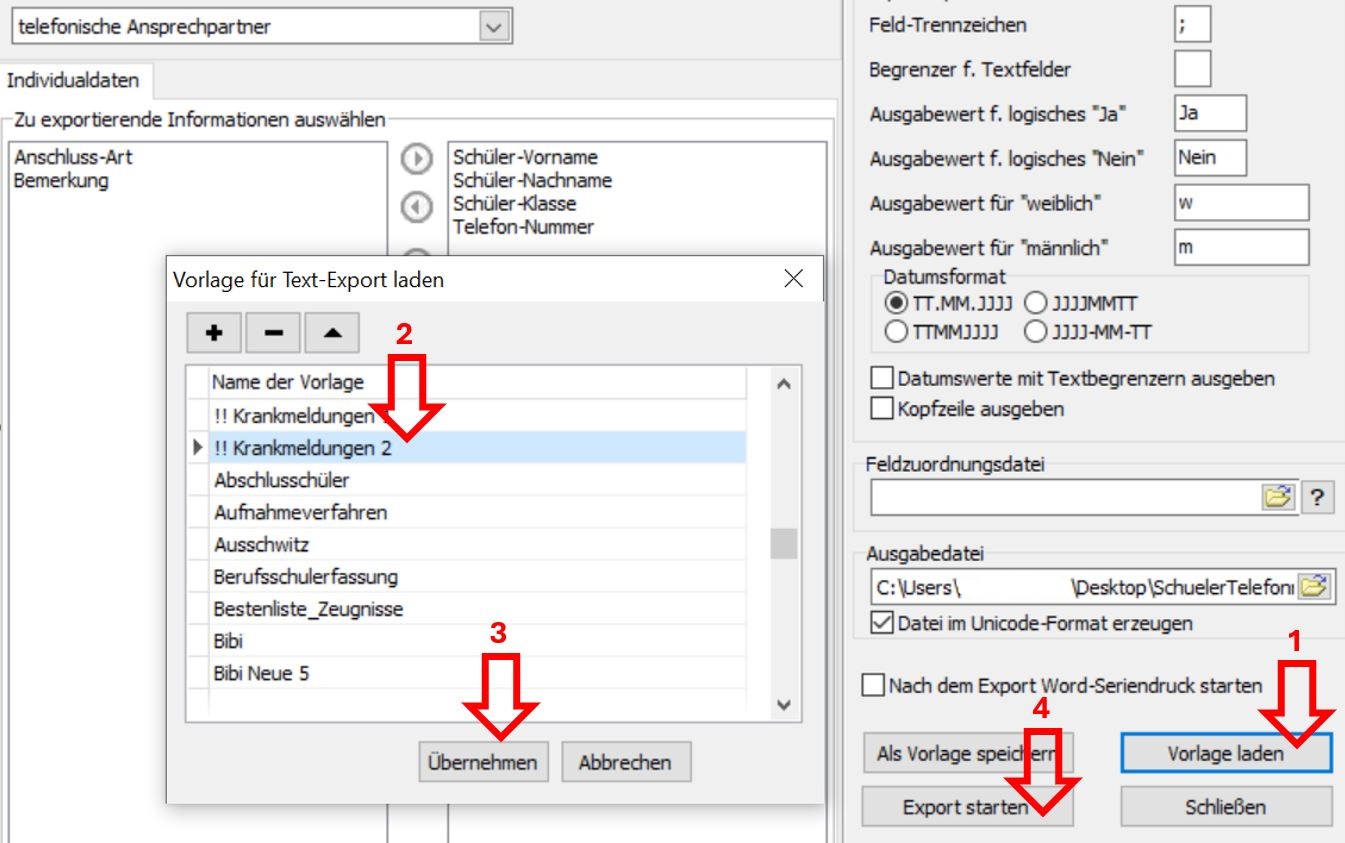 telefonische Ansprechpartner
Individualdaten
Zu exportierende Informationen auswählen
Anschluss-Art
Bemerkung
Schüler-Vorname
Schüler-Nachname
Schüler-Klasse
Telefon-Nummer
Vorlage für Text-Export laden
2
Name der Vorlage
!! Krankmeldungen
!! Krankmeldungen 2
Abschlusschüler
Aufnahmeverfahren
Ausschwitz
Berufsschulerfassung
Bestenliste_Zeugnisse
Bibi
Bibi Neue 5
3
Übernehmen
Abbrechen
Feld-Trennzeichen ;
Begrenzer f. Textfelder
Ausgabewert f. logisches "Ja" Ja
Ausgabewert f. logisches "Nein" Nein
Ausgabewert für "weiblich" w
Ausgabewert für "männlich" m
Datumsformat
TT.MM.JJJJ JJJJMMTT
TTMMJJJJ JJJJ-MM-TT
Datumswerte mit Textbegrenzern ausgeben
Kopfzeile ausgeben
Feldzuordnungsdatei
?
Ausgabedatei
C:\Users\ \Desktop\SchuelerTelefon
Datei im Unicode-Format erzeugen
1
Nach dem Export Word-Seriendruck starten
4
Als Vorlage speichern
Vorlage laden
Export starten
Schließen